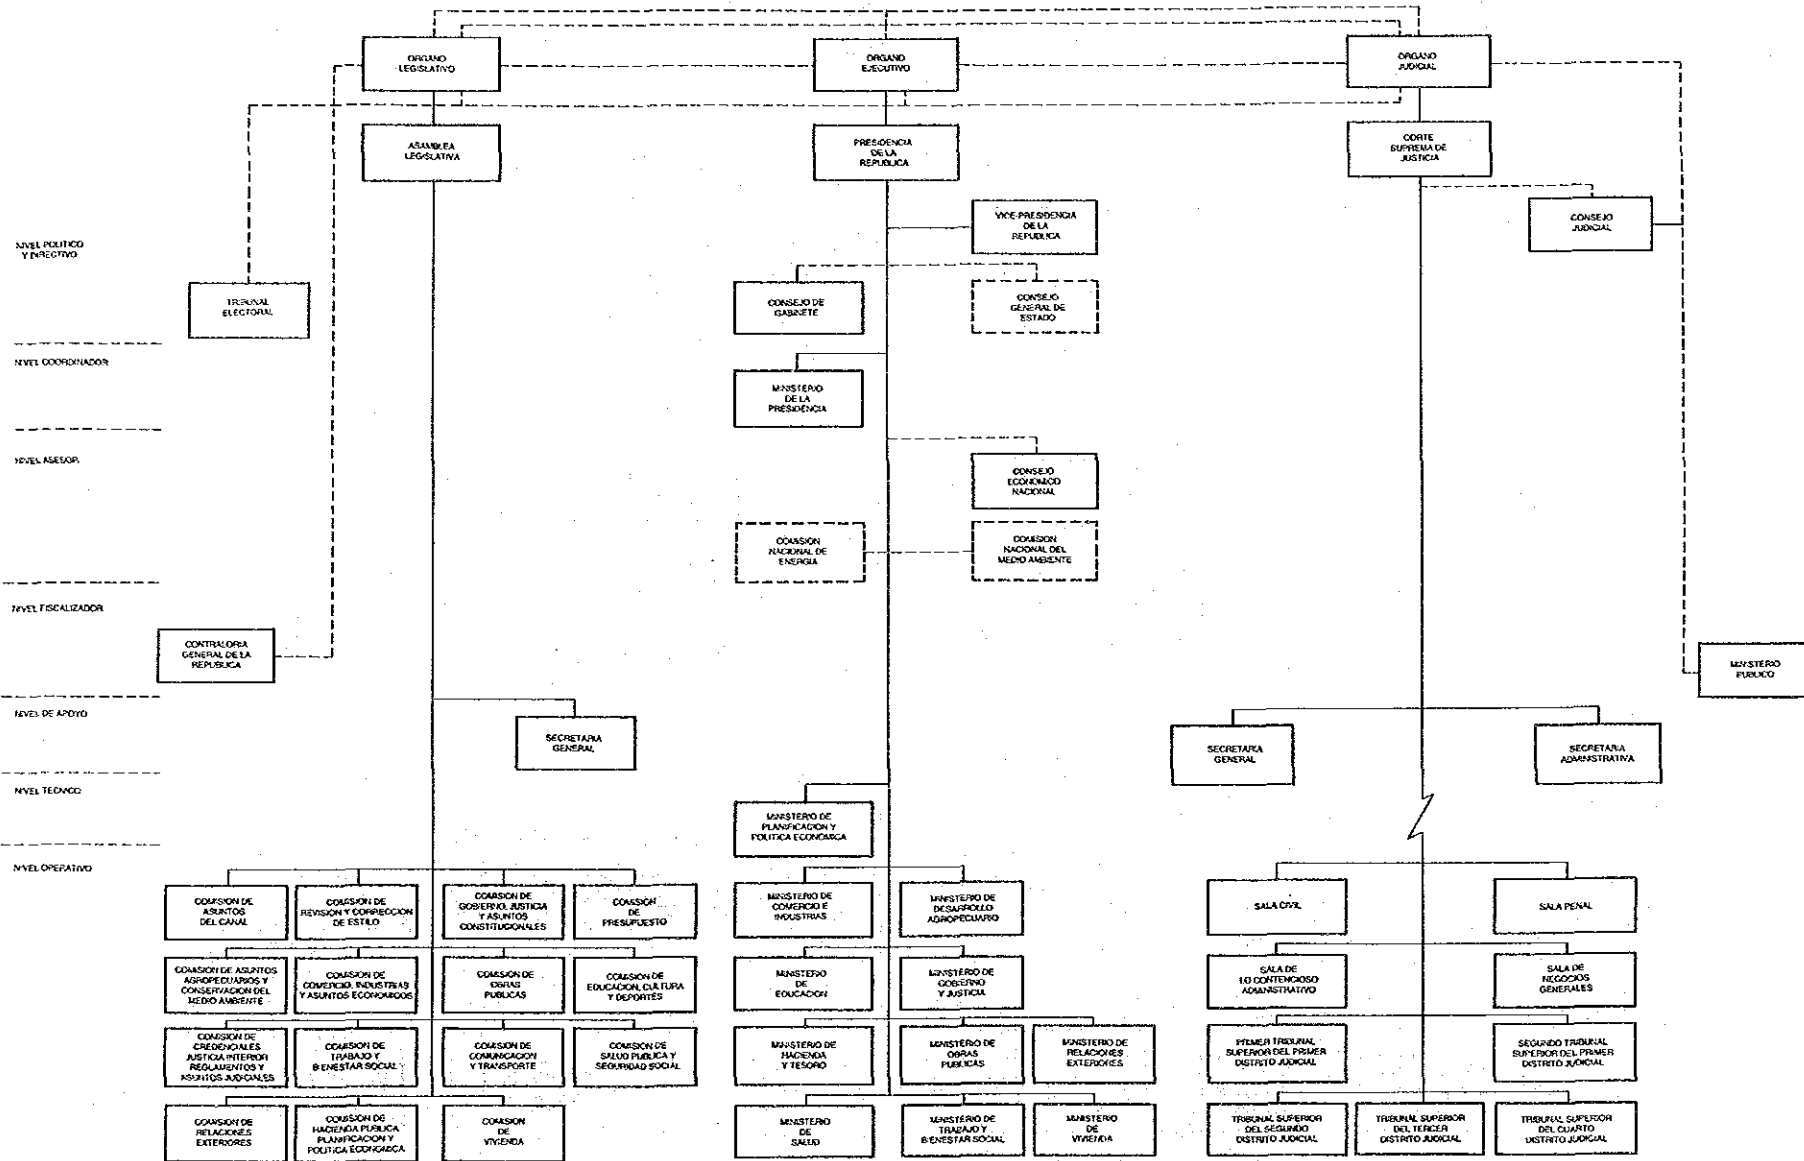 ORGANO
LEGISLATIVO
ORGANO
EJECUTIVO
ORGANO
JUDICIAL
ASAMBLEA
LEGISLATIVA
PRESIDENCIA
DE LA
REPUBLICA
CORTE
SUPREMA DE
JUSTICIA
VICE-PRESIDENCIA
DE LA
REPUBLICA
CONSEJO
JUDICIAL
NIVEL POLITICO
Y DIRECTIVO
TRIBUNAL
ELECTORAL
CONSEJO DE
GABINETE
CONSEJO
GENERAL DE
ESTADO
NIVEL COORDINADOR
MINISTERIO
DE LA
PRESIDENCIA
NIVEL ASESOR
CONSEJO
ECONOMICO
NACIONAL
COMISION
NACIONAL DE
ENERGIA
COMISION
NACIONAL DEL
MEDIO AMBIENTE
NIVEL FISCALIZADOR
CONTRALORIA
GENERAL DE LA
REPUBLICA
MINISTERIO
PUBLICO
NIVEL DE APOYO
SECRETARIA
GENERAL
SECRETARIA
GENERAL
SECRETARIA
ADMINISTRATIVA
NIVEL TECNICO
MINISTERIO DE
PLANIFICACION Y
POLITICA ECONOMICA
NIVEL OPERATIVO
COMISION DE
ASUNTOS
DEL CANAL
COMISION DE
REVISION Y CORRECCION
DE ESTILO
COMISION DE
GOBIERNO, JUSTICIA
Y ASUNTOS
CONSTITUCIONALES
COMISION
DE
PRESUPUESTO
MINISTERIO DE
COMERCIO E
INDUSTRIAS
MINISTERIO DE
DESARROLLO
AGROPECUARIO
SALA CIVIL
SALA PENAL
COMISION DE ASUNTOS
AGROPECUARIOS Y
CONSERVACION DEL
MEDIO AMBIENTE
COMISION DE
COMERCIO, INDUSTRIAS
Y ASUNTOS ECONOMICOS
COMISION DE
OBRAS
PUBLICAS
COMISION DE
EDUCACION, CULTURA
Y DEPORTES
MINISTERIO
DE
EDUCACION
MINISTERIO DE
GOBIERNO
Y JUSTICIA
SALA DE
LO CONTENCIOSO
ADMINISTRATIVO
SALA DE
NEGOCIOS
GENERALES
COMISION DE
CREDENCIALES
JUSTICIA INTERIOR
REGLAMENTOS Y
ASUNTOS JUDICIALES
COMISION DE
TRABAJO Y
BIENESTAR SOCIAL
COMISION DE
COMUNICACION
Y TRANSPORTE
COMISION DE
SALUD PUBLICA Y
SEGURIDAD SOCIAL
MINISTERIO DE
HACIENDA
Y TESORO
MINISTERIO DE
OBRAS
PUBLICAS
MINISTERIO DE
RELACIONES
EXTERIORES
PRIMER TRIBUNAL
SUPERIOR DEL PRIMER
DISTRITO JUDICIAL
SEGUNDO TRIBUNAL
SUPERIOR DEL PRIMER
DISTRITO JUDICIAL
COMISION DE
RELACIONES
EXTERIORES
COMISION DE
HACIENDA PUBLICA
PLANIFICACION Y
POLITICA ECONOMICA
COMISION
DE
VIVIENDA
MINISTERIO
DE
SALUD
MINISTERIO DE
TRABAJO Y
BIENESTAR SOCIAL
MINISTERIO
DE
VIVIENDA
TRIBUNAL SUPERIOR
DEL SEGUNDO
DISTRITO JUDICIAL
TRIBUNAL SUPERIOR
DEL TERCER
DISTRITO JUDICIAL
TRIBUNAL SUPERIOR
DEL CUARTO
DISTRITO JUDICIAL